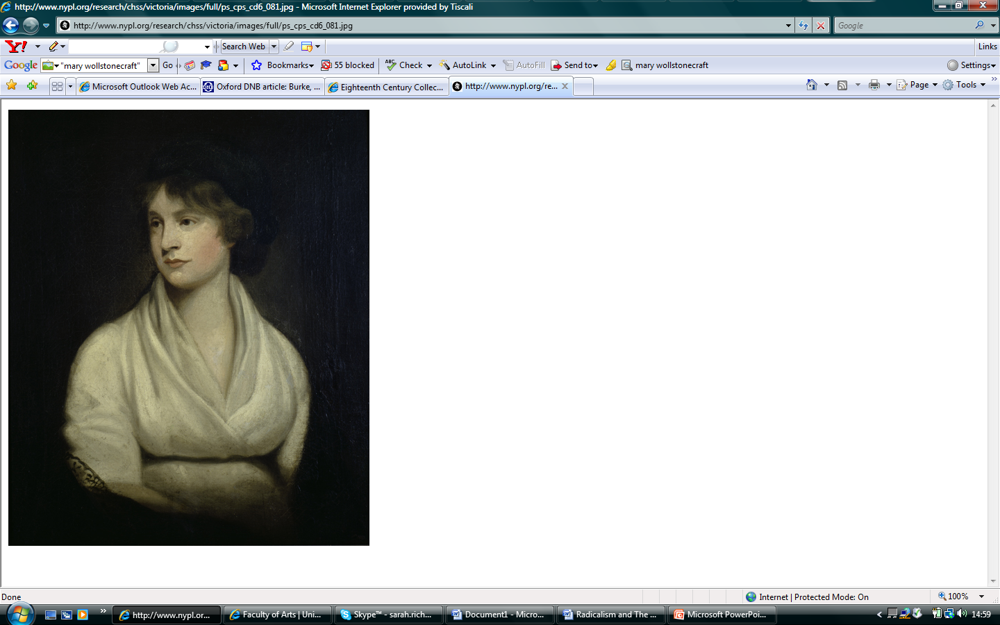 http://www.nypl.org/research/chss/victoria/images/full/ps_cps_cd6_081.jpg - Microsoft Internet Explorer provided by Tiscali
http://www.nypl.org/research/chss/victoria/images/full/ps_cps_cd6_081.jpg Google
Y! Search Web Links
Google "mary wollstonecraft" Go Bookmarks 55 blocked ABC Check AutoLink AutoFill Send to mary wollstonecraft Settings
Microsoft Outlook Web Ac... DNB Oxford DNB article: Burke, ... Eighteenth Century Collec... http://www.nypl.org/re... Page Tools
Done Internet | Protected Mode: On 100%
http://www.nypl.or... Faculty of Arts | Uni... Skype™ - sarah.rich... Document1 - Micro... Radicalism and The ... Microsoft PowerPoi... 14:59